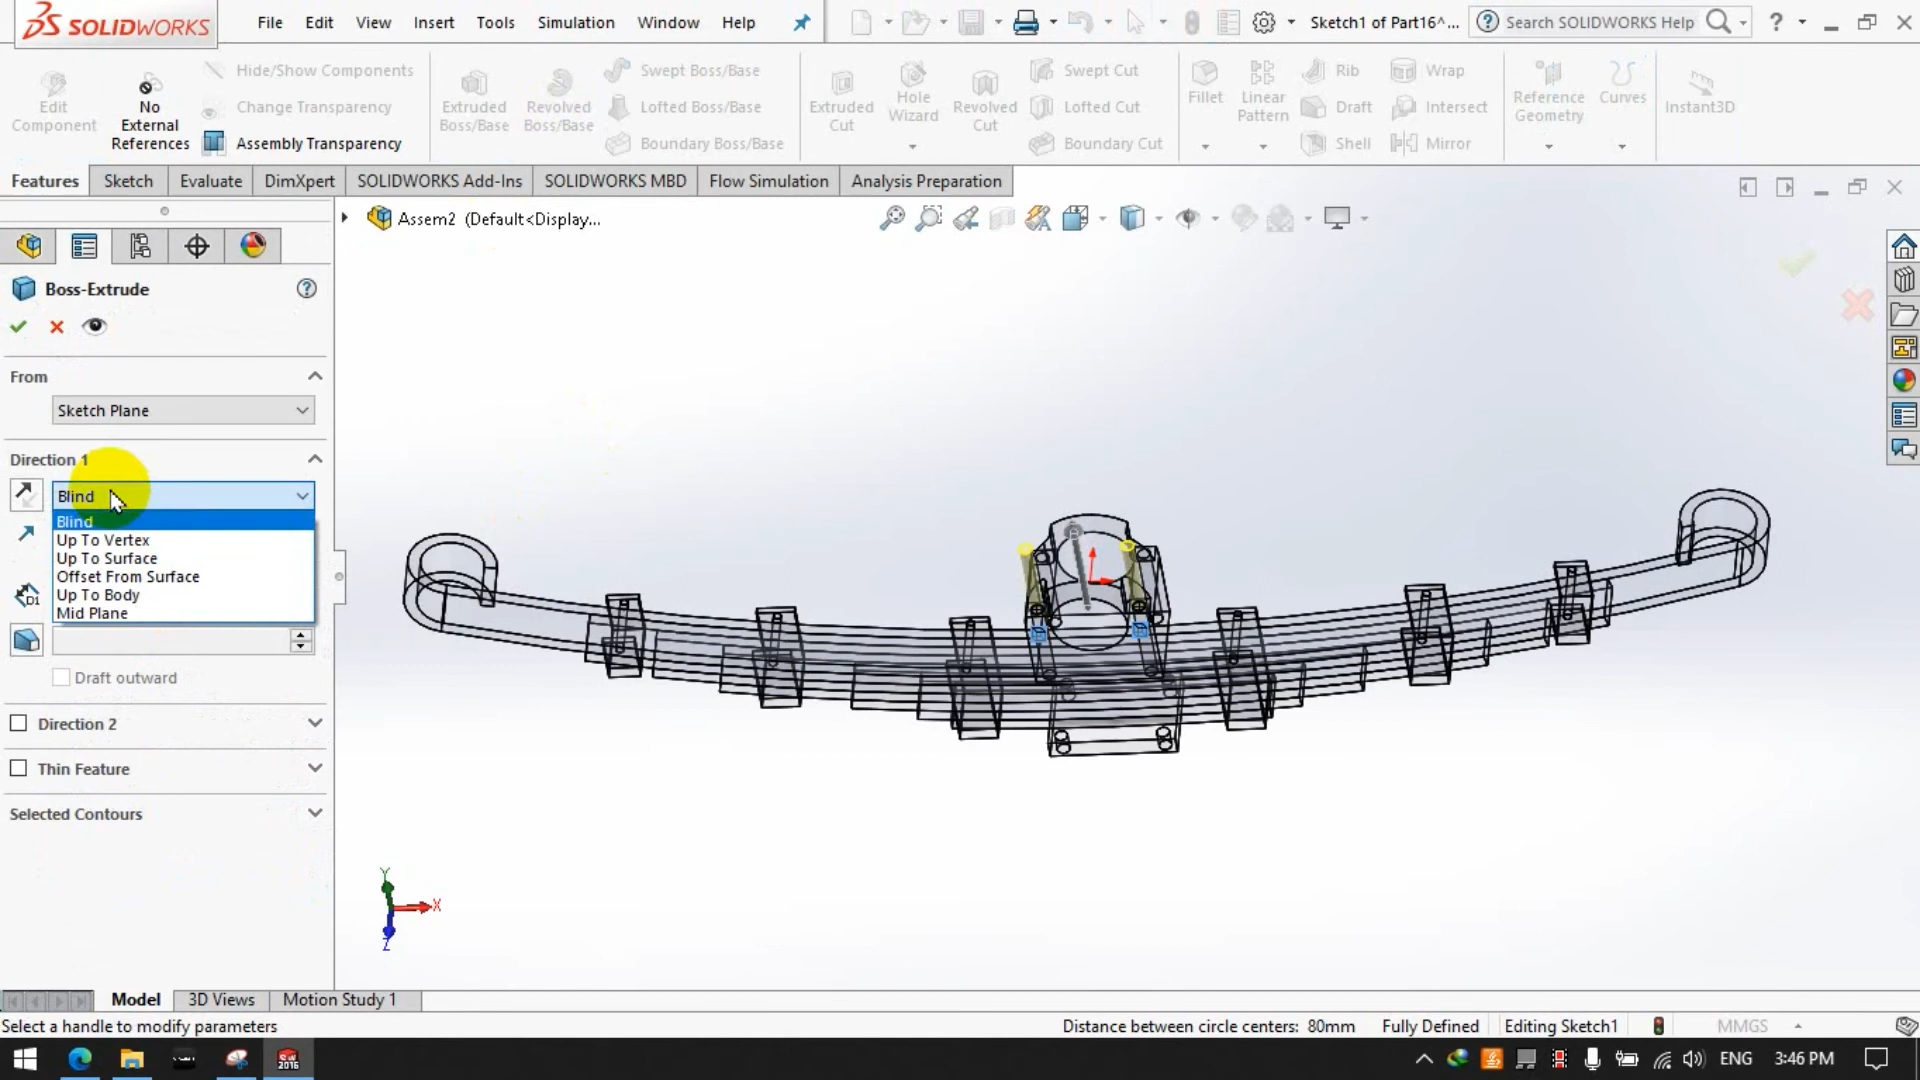 SOLIDWORKS
File Edit View Insert Tools Simulation Window Help
Sketch1 of Part16^...
Search SOLIDWORKS Help
Edit Component
No External References
Hide/Show Components
Change Transparency
Assembly Transparency
Extruded Boss/Base
Revolved Boss/Base
Swept Boss/Base
Lofted Boss/Base
Boundary Boss/Base
Extruded Cut
Hole Wizard
Revolved Cut
Swept Cut
Lofted Cut
Boundary Cut
Fillet
Linear Pattern
Rib
Draft
Shell
Wrap
Intersect
Mirror
Reference Geometry
Curves
Instant3D
Features Sketch Evaluate DimXpert SOLIDWORKS Add-Ins SOLIDWORKS MBD Flow Simulation Analysis Preparation
Assem2 (Default<Display...
Boss-Extrude
From
Sketch Plane
Direction 1
Blind
Blind
Up To Vertex
Up To Surface
Offset From Surface
Up To Body
Mid Plane
D1
Draft outward
Direction 2
Thin Feature
Selected Contours
Y
X
Z
Model 3D Views Motion Study 1
Select a handle to modify parameters
Distance between circle centers: 80mm Fully Defined Editing Sketch1 MMGS
SW 2016
ENG 3:46 PM